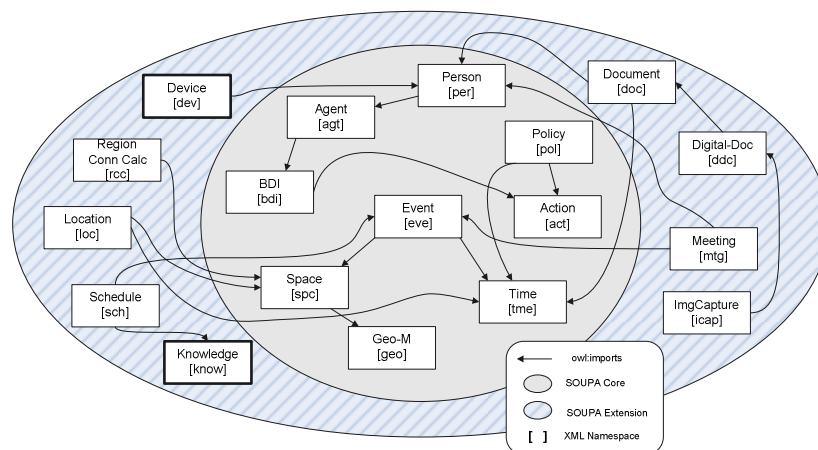 Person
[per]
Document
[doc]
Device
[dev]
Agent
[agt]
Policy
[pol]
Region
Conn Calc
[rcc]
Digital-Doc
[ddc]
BDI
[bdi]
Event
[eve]
Action
[act]
Location
[loc]
Meeting
[mtg]
Space
[spc]
Time
[tme]
Schedule
[sch]
ImgCapture
[icap]
Geo-M
[geo]
Knowledge
[know]
owl:imports
SOUPA Core
SOUPA Extension
[ ] XML Namespace